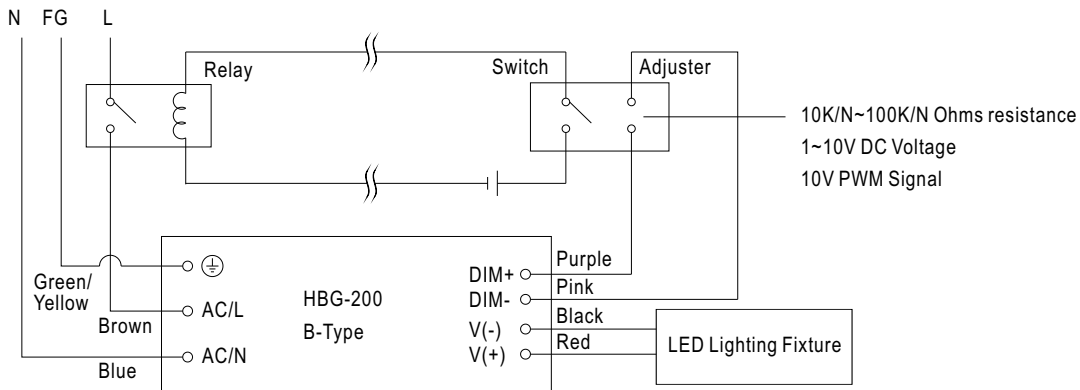 N FG L
Relay
Switch
Adjuster
10K/N~100K/N Ohms resistance
1~10V DC Voltage
10V PWM Signal
Green/
Yellow
Brown
Blue
AC/L
AC/N
HBG-200
B-Type
DIM+
DIM-
V(-)
V(+)
Purple
Pink
Black
Red
LED Lighting Fixture